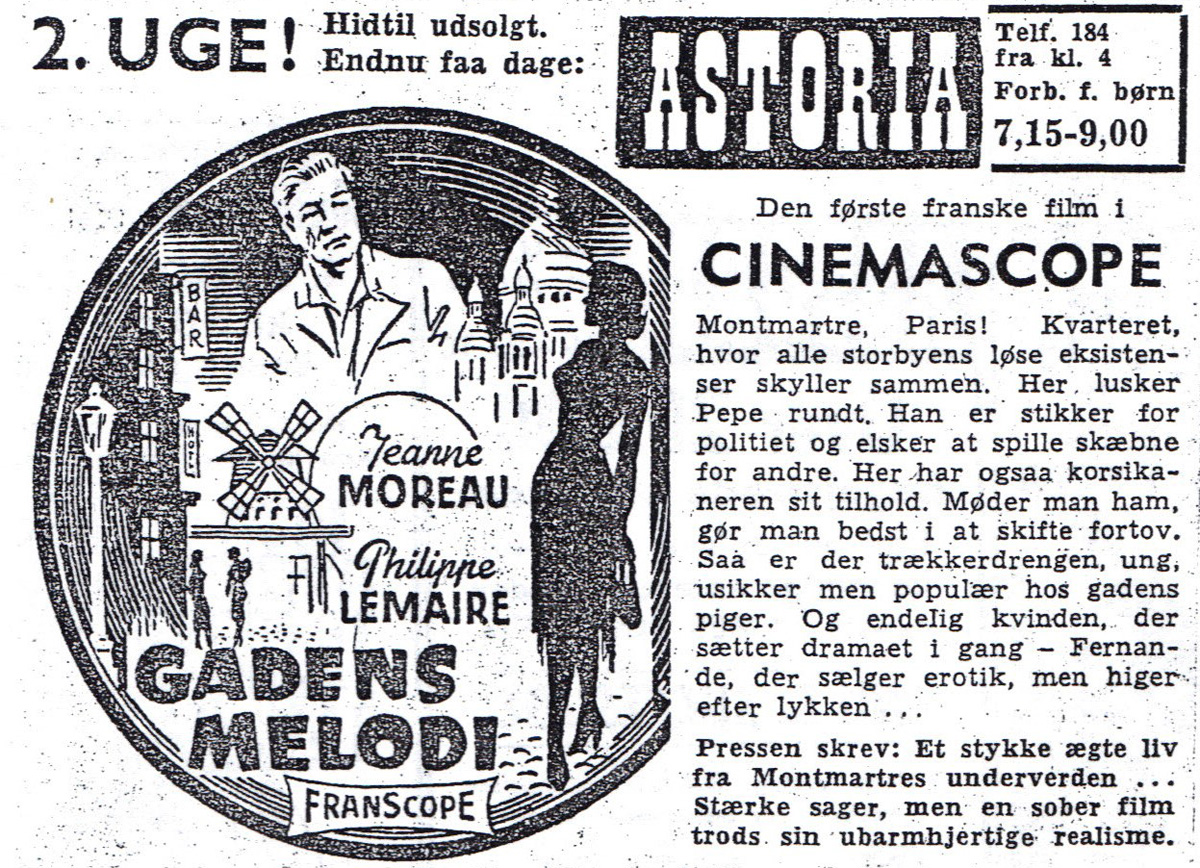 2. UGE!
Hidtil udsolgt.
Endnu faa dage:
ASTORIA
Telf. 184
fra kl. 4
Forb. f. børn
7,15-9,00
BAR
HOTEL
Jeanne
MOREAU
Philippe
LEMAIRE
GADENS
MELODI
FRANSCOPE
Den første franske film i
CINEMASCOPE
Montmartre, Paris! Kvarteret,
hvor alle storbyens løse eksisten-
ser skyller sammen. Her lusker
Pepe rundt. Han er stikker for
politiet og elsker at spille skæbne
for andre. Her har ogsaa korsika-
neren sit tilhold. Møder man ham,
gør man bedst i at skifte fortov.
Saa er der trækkerdrengen, ung,
usikker men populær hos gadens
piger. Og endelig kvinden, der
sætter dramaet i gang – Fernan-
de, der sælger erotik, men higer
efter lykken ...
Pressen skrev: Et stykke ægte liv
fra Montmartres underverden ...
Stærke sager, men en sober film
trods sin ubarmhjertige realisme.